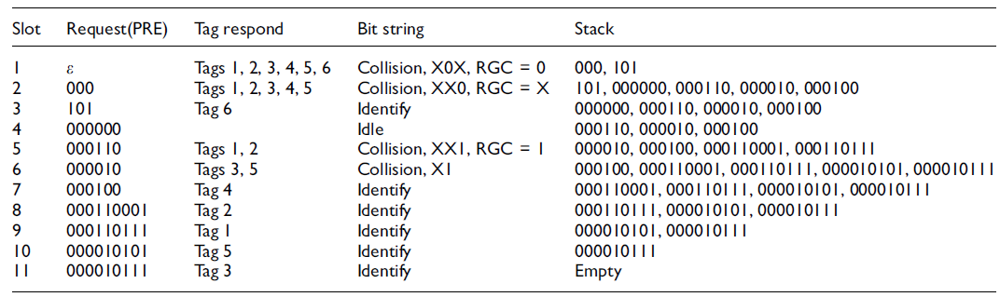 Slot Request(PRE) Tag respond Bit string Stack
1 ε Tags 1, 2, 3, 4, 5, 6 Collision, X0X, RGC = 0 000, 101
2 000 Tags 1, 2, 3, 4, 5 Collision, XX0, RGC = X 101, 000000, 000110, 000010, 000100
3 101 Tag 6 Identify 000000, 000110, 000010, 000100
4 000000 Idle 000110, 000010, 000100
5 000110 Tags 1, 2 Collision, XX1, RGC = 1 000010, 000100, 000110001, 000110111
6 000010 Tags 3, 5 Collision, X1 000100, 000110001, 000110111, 000010101, 000010111
7 000100 Tag 4 Identify 000110001, 000110111, 000010101, 000010111
8 000110001 Tag 2 Identify 000110111, 000010101, 000010111
9 000110111 Tag 1 Identify 000010101, 000010111
10 000010101 Tag 5 Identify 000010111
11 000010111 Tag 3 Identify Empty